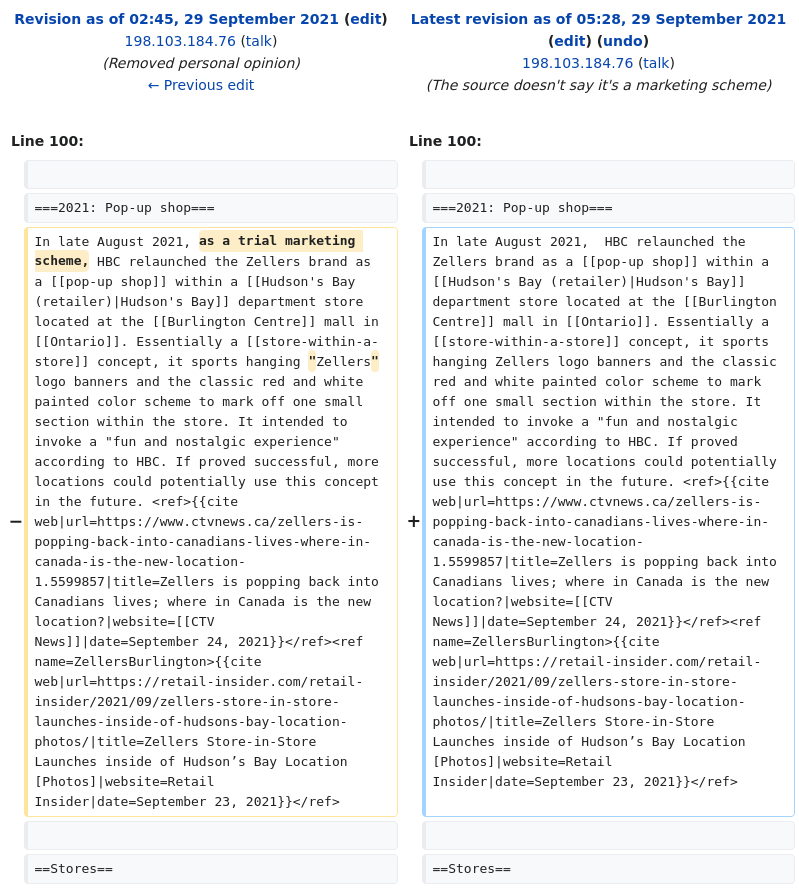 Revision as of 02:45, 29 September 2021 (edit)
198.103.184.76 (talk)
(Removed personal opinion)
← Previous edit
Line 100:
===2021: Pop-up shop===
−
In late August 2021, as a trial marketing
scheme, HBC relaunched the Zellers brand as
a [[pop-up shop]] within a [[Hudson's Bay
(retailer)|Hudson's Bay]] department store
located at the [[Burlington Centre]] mall in
[[Ontario]]. Essentially a [[store-within-a-
store]] concept, it sports hanging "Zellers"
logo banners and the classic red and white
painted color scheme to mark off one small
section within the store. It intended to
invoke a "fun and nostalgic experience"
according to HBC. If proved successful, more
locations could potentially use this concept
in the future. <ref>{{cite
web|url=https://www.ctvnews.ca/zellers-is-
popping-back-into-canadians-lives-where-in-
canada-is-the-new-location-
1.5599857|title=Zellers is popping back into
Canadians lives; where in Canada is the new
location?|website=[[CTV
News]]|date=September 24, 2021}}</ref><ref
name=ZellersBurlington>{{cite
web|url=https://retail-insider.com/retail-
insider/2021/09/zellers-store-in-store-
launches-inside-of-hudsons-bay-location-
photos/|title=Zellers Store-in-Store
Launches inside of Hudson’s Bay Location
[Photos]|website=Retail
Insider|date=September 23, 2021}}</ref>
==Stores==
Latest revision as of 05:28, 29 September 2021
(edit) (undo)
198.103.184.76 (talk)
(The source doesn't say it's a marketing scheme)
Line 100:
===2021: Pop-up shop===
+
In late August 2021,  HBC relaunched the
Zellers brand as a [[pop-up shop]] within a
[[Hudson's Bay (retailer)|Hudson's Bay]]
department store located at the [[Burlington
Centre]] mall in [[Ontario]]. Essentially a
[[store-within-a-store]] concept, it sports
hanging Zellers logo banners and the classic
red and white painted color scheme to mark
off one small section within the store. It
intended to invoke a "fun and nostalgic
experience" according to HBC. If proved
successful, more locations could potentially
use this concept in the future. <ref>{{cite
web|url=https://www.ctvnews.ca/zellers-is-
popping-back-into-canadians-lives-where-in-
canada-is-the-new-location-
1.5599857|title=Zellers is popping back into
Canadians lives; where in Canada is the new
location?|website=[[CTV
News]]|date=September 24, 2021}}</ref><ref
name=ZellersBurlington>{{cite
web|url=https://retail-insider.com/retail-
insider/2021/09/zellers-store-in-store-
launches-inside-of-hudsons-bay-location-
photos/|title=Zellers Store-in-Store
Launches inside of Hudson’s Bay Location
[Photos]|website=Retail
Insider|date=September 23, 2021}}</ref>
==Stores==